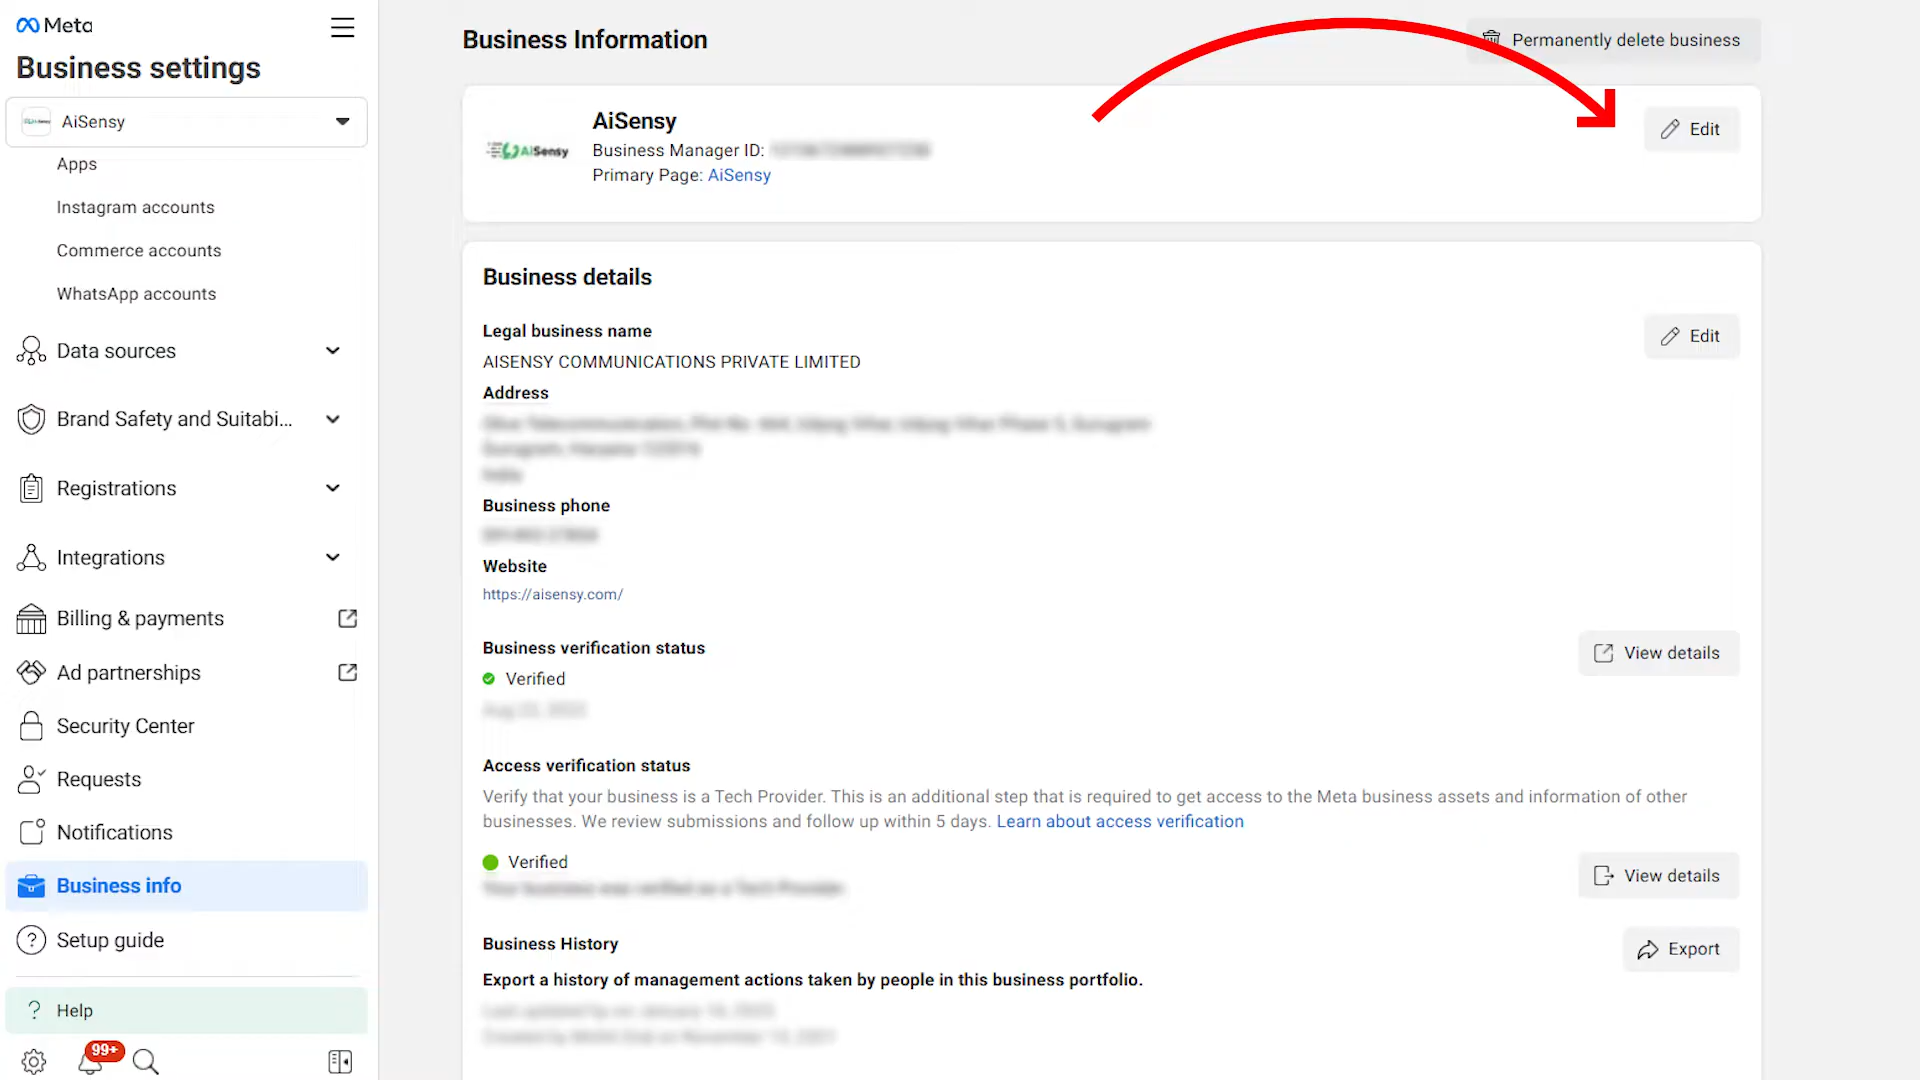 Meta
Business settings
AiSensy
Apps
Instagram accounts
Commerce accounts
WhatsApp accounts
Data sources
Brand Safety and Suitabi...
Registrations
Integrations
Billing & payments
Ad partnerships
Security Center
Requests
Notifications
Business info
Setup guide
? Help
99+
Business Information
Permanently delete business
AiSensy
AiSensy
Business Manager ID:
Primary Page: AiSensy
Edit
Business details
Legal business name
Edit
AISENSY COMMUNICATIONS PRIVATE LIMITED
Address
Business phone
Website
https://aisensy.com/
Business verification status
View details
Verified
Access verification status
Verify that your business is a Tech Provider. This is an additional step that is required to get access to the Meta business assets and information of other
businesses. We review submissions and follow up within 5 days. Learn about access verification
Verified
View details
Business History
Export
Export a history of management actions taken by people in this business portfolio.